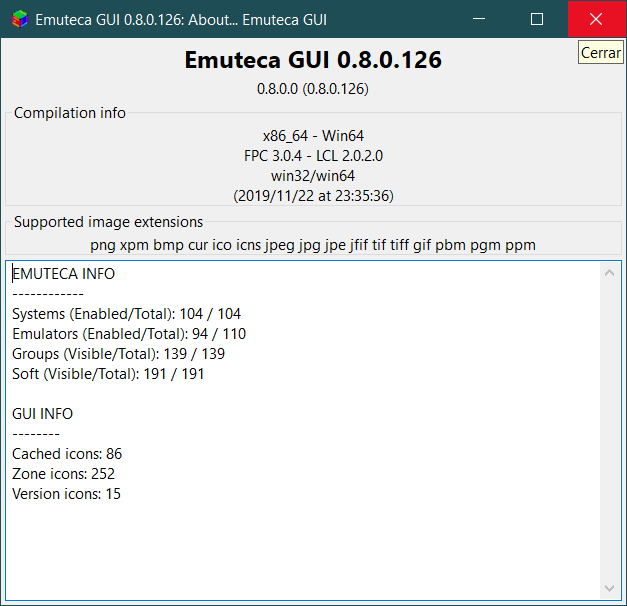 Emuteca GUI 0.8.0.126: About... Emuteca GUI
Cerrar
Emuteca GUI 0.8.0.126
0.8.0.0 (0.8.0.126)
Compilation info
x86_64 - Win64
FPC 3.0.4 - LCL 2.0.2.0
win32/win64
(2019/11/22 at 23:35:36)
Supported image extensions
png xpm bmp cur ico icns jpeg jpg jpe jfif tif tiff gif pbm pgm ppm
EMUTECA INFO
------------
Systems (Enabled/Total): 104 / 104
Emulators (Enabled/Total): 94 / 110
Groups (Visible/Total): 139 / 139
Soft (Visible/Total): 191 / 191
GUI INFO
--------
Cached icons: 86
Zone icons: 252
Version icons: 15